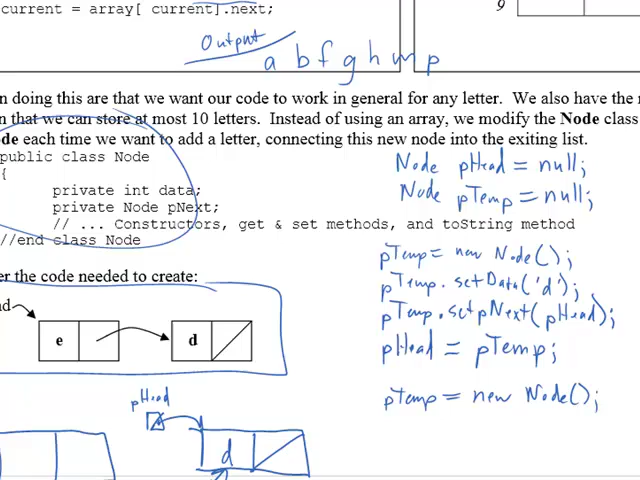 current = array[ current].next;
9
Output
a b f g h m p
n doing this are that we want our code to work in general for any letter. We also have the
n that we can store at most 10 letters. Instead of using an array, we modify the Node class
de each time we want to add a letter, connecting this new node into the exiting list.
public class Node
{
private int data;
private Node pNext;
// ... Constructors, get & set methods, and toString method
//end class Node
Node pHead = null;
Node pTemp = null;
pTemp = new Node();
pTemp.setData('d');
pTemp.setpNext(pHead);
pHead = pTemp;
pTemp = new Node();
er the code needed to create:
e d
pHead
d